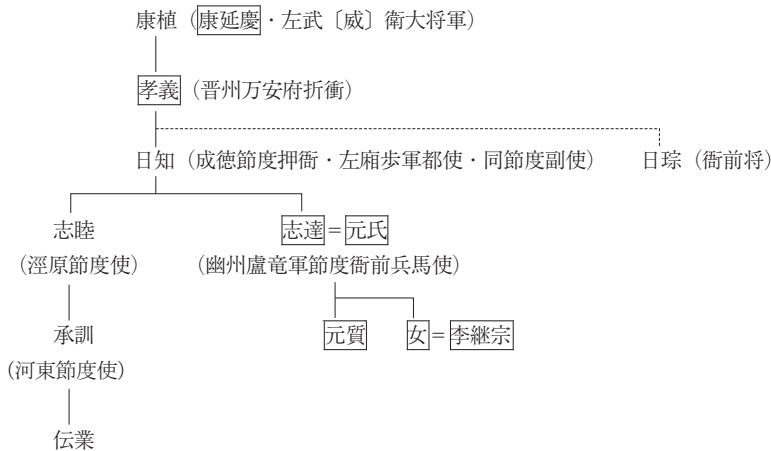 康植（康延慶・左武〔威〕衛大将軍）
孝義（晋州万安府折衝）
日知（成徳節度押衙・左廂歩軍都使・同節度副使） 日琮（衙前将）
志睦 志達＝元氏
（涇原節度使） （幽州盧竜軍節度衙前兵馬使）
承訓 元質 女＝李継宗
（河東節度使）
伝業